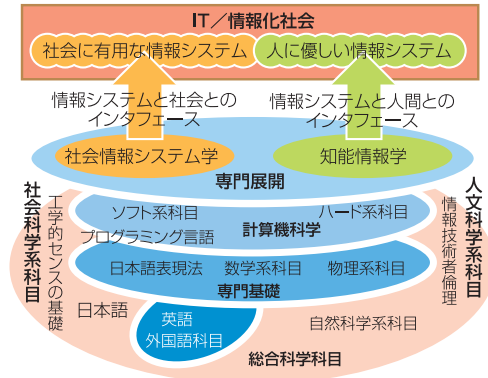 IT／情報化社会
社会に有用な情報システム
人に優しい情報システム
情報システムと社会との
インタフェース
情報システムと人間との
インタフェース
社会情報システム学
知能情報学
専門展開
社会科学系科目
工学的センスの基礎
人文科学系科目
情報技術者倫理
ソフト系科目
ハード系科目
プログラミング言語
計算機科学
日本語表現法
数学系科目
物理系科目
専門基礎
日本語
英語
外国語科目
自然科学系科目
総合科学科目